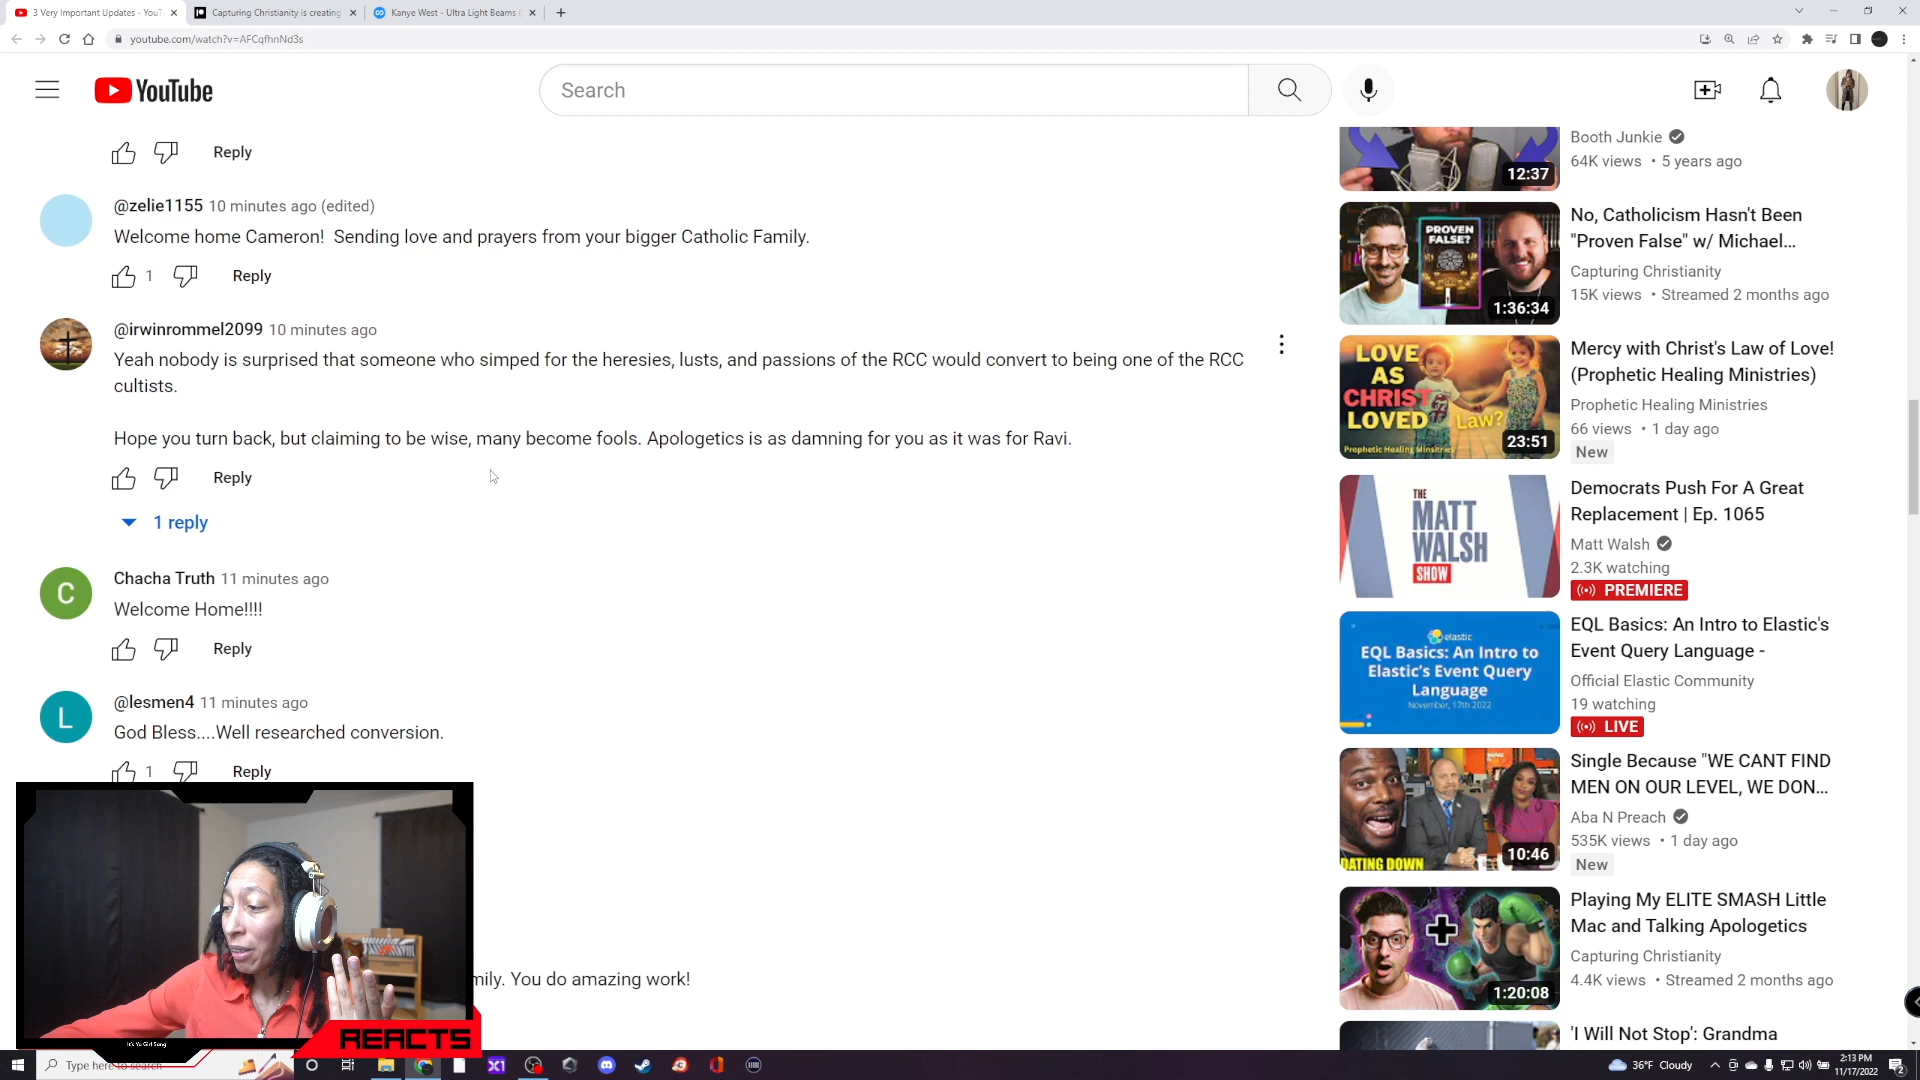 3 Very Important Updates - YouT
Capturing Christianity is creating
Kanye West - Ultra Light Beams (
youtube.com/watch?v=AFCqfhnNd3s
YouTube
Search
Reply
@zelie1155 10 minutes ago (edited)
Welcome home Cameron! Sending love and prayers from your bigger Catholic Family.
1 Reply
@irwinrommel2099 10 minutes ago
Yeah nobody is surprised that someone who simped for the heresies, lusts, and passions of the RCC would convert to being one of the RCC
cultists.
Hope you turn back, but claiming to be wise, many become fools. Apologetics is as damning for you as it was for Ravi.
Reply
1 reply
C
Chacha Truth 11 minutes ago
Welcome Home!!!!
Reply
L
@lesmen4 11 minutes ago
God Bless....Well researched conversion.
1 Reply
mily. You do amazing work!
It's Yu Girl Sang
REACTS
12:37
Booth Junkie
64K views • 5 years ago
PROVEN
FALSE?
1:36:34
No, Catholicism Hasn't Been
"Proven False" w/ Michael...
Capturing Christianity
15K views • Streamed 2 months ago
LOVE
AS
CHRIST
LOVED
Law?
Prophetic Healing Ministries
23:51
Mercy with Christ's Law of Love!
(Prophetic Healing Ministries)
Prophetic Healing Ministries
66 views • 1 day ago
New
THE
MATT
WALSH
SHOW
Democrats Push For A Great
Replacement | Ep. 1065
Matt Walsh
2.3K watching
PREMIERE
elastic
EQL Basics: An Intro to
Elastic's Event Query
Language
November, 17th 2022
EQL Basics: An Intro to Elastic's
Event Query Language -
Official Elastic Community
19 watching
LIVE
DATING DOWN
10:46
Single Because "WE CANT FIND
MEN ON OUR LEVEL, WE DON...
Aba N Preach
535K views • 1 day ago
New
1:20:08
Playing My ELITE SMASH Little
Mac and Talking Apologetics
Capturing Christianity
4.4K views • Streamed 2 months ago
'I Will Not Stop': Grandma
Type here to search
X1
36°F Cloudy
2:13 PM
11/17/2022
2